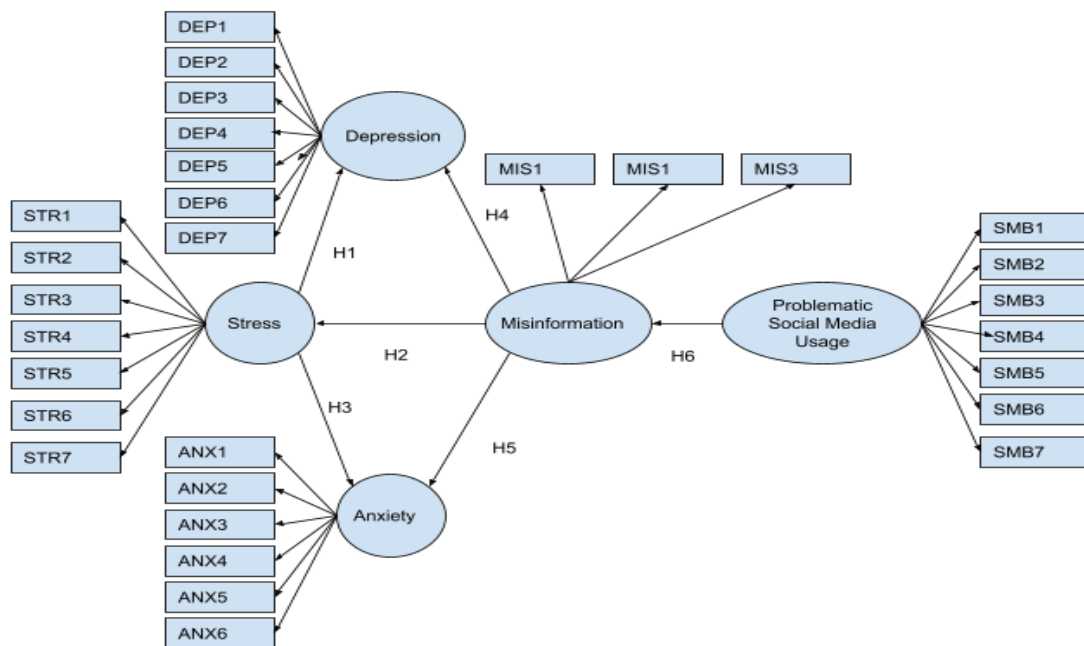 DEP1
DEP2
DEP3
DEP4
DEP5
DEP6
DEP7
Depression
MIS1
MIS1
MIS3
STR1
STR2
STR3
STR4
STR5
STR6
STR7
H1
H4
Stress
Misinformation
Problematic
Social Media
Usage
H2
H6
H3
H5
SMB1
SMB2
SMB3
SMB4
SMB5
SMB6
SMB7
ANX1
ANX2
ANX3
ANX4
ANX5
ANX6
Anxiety